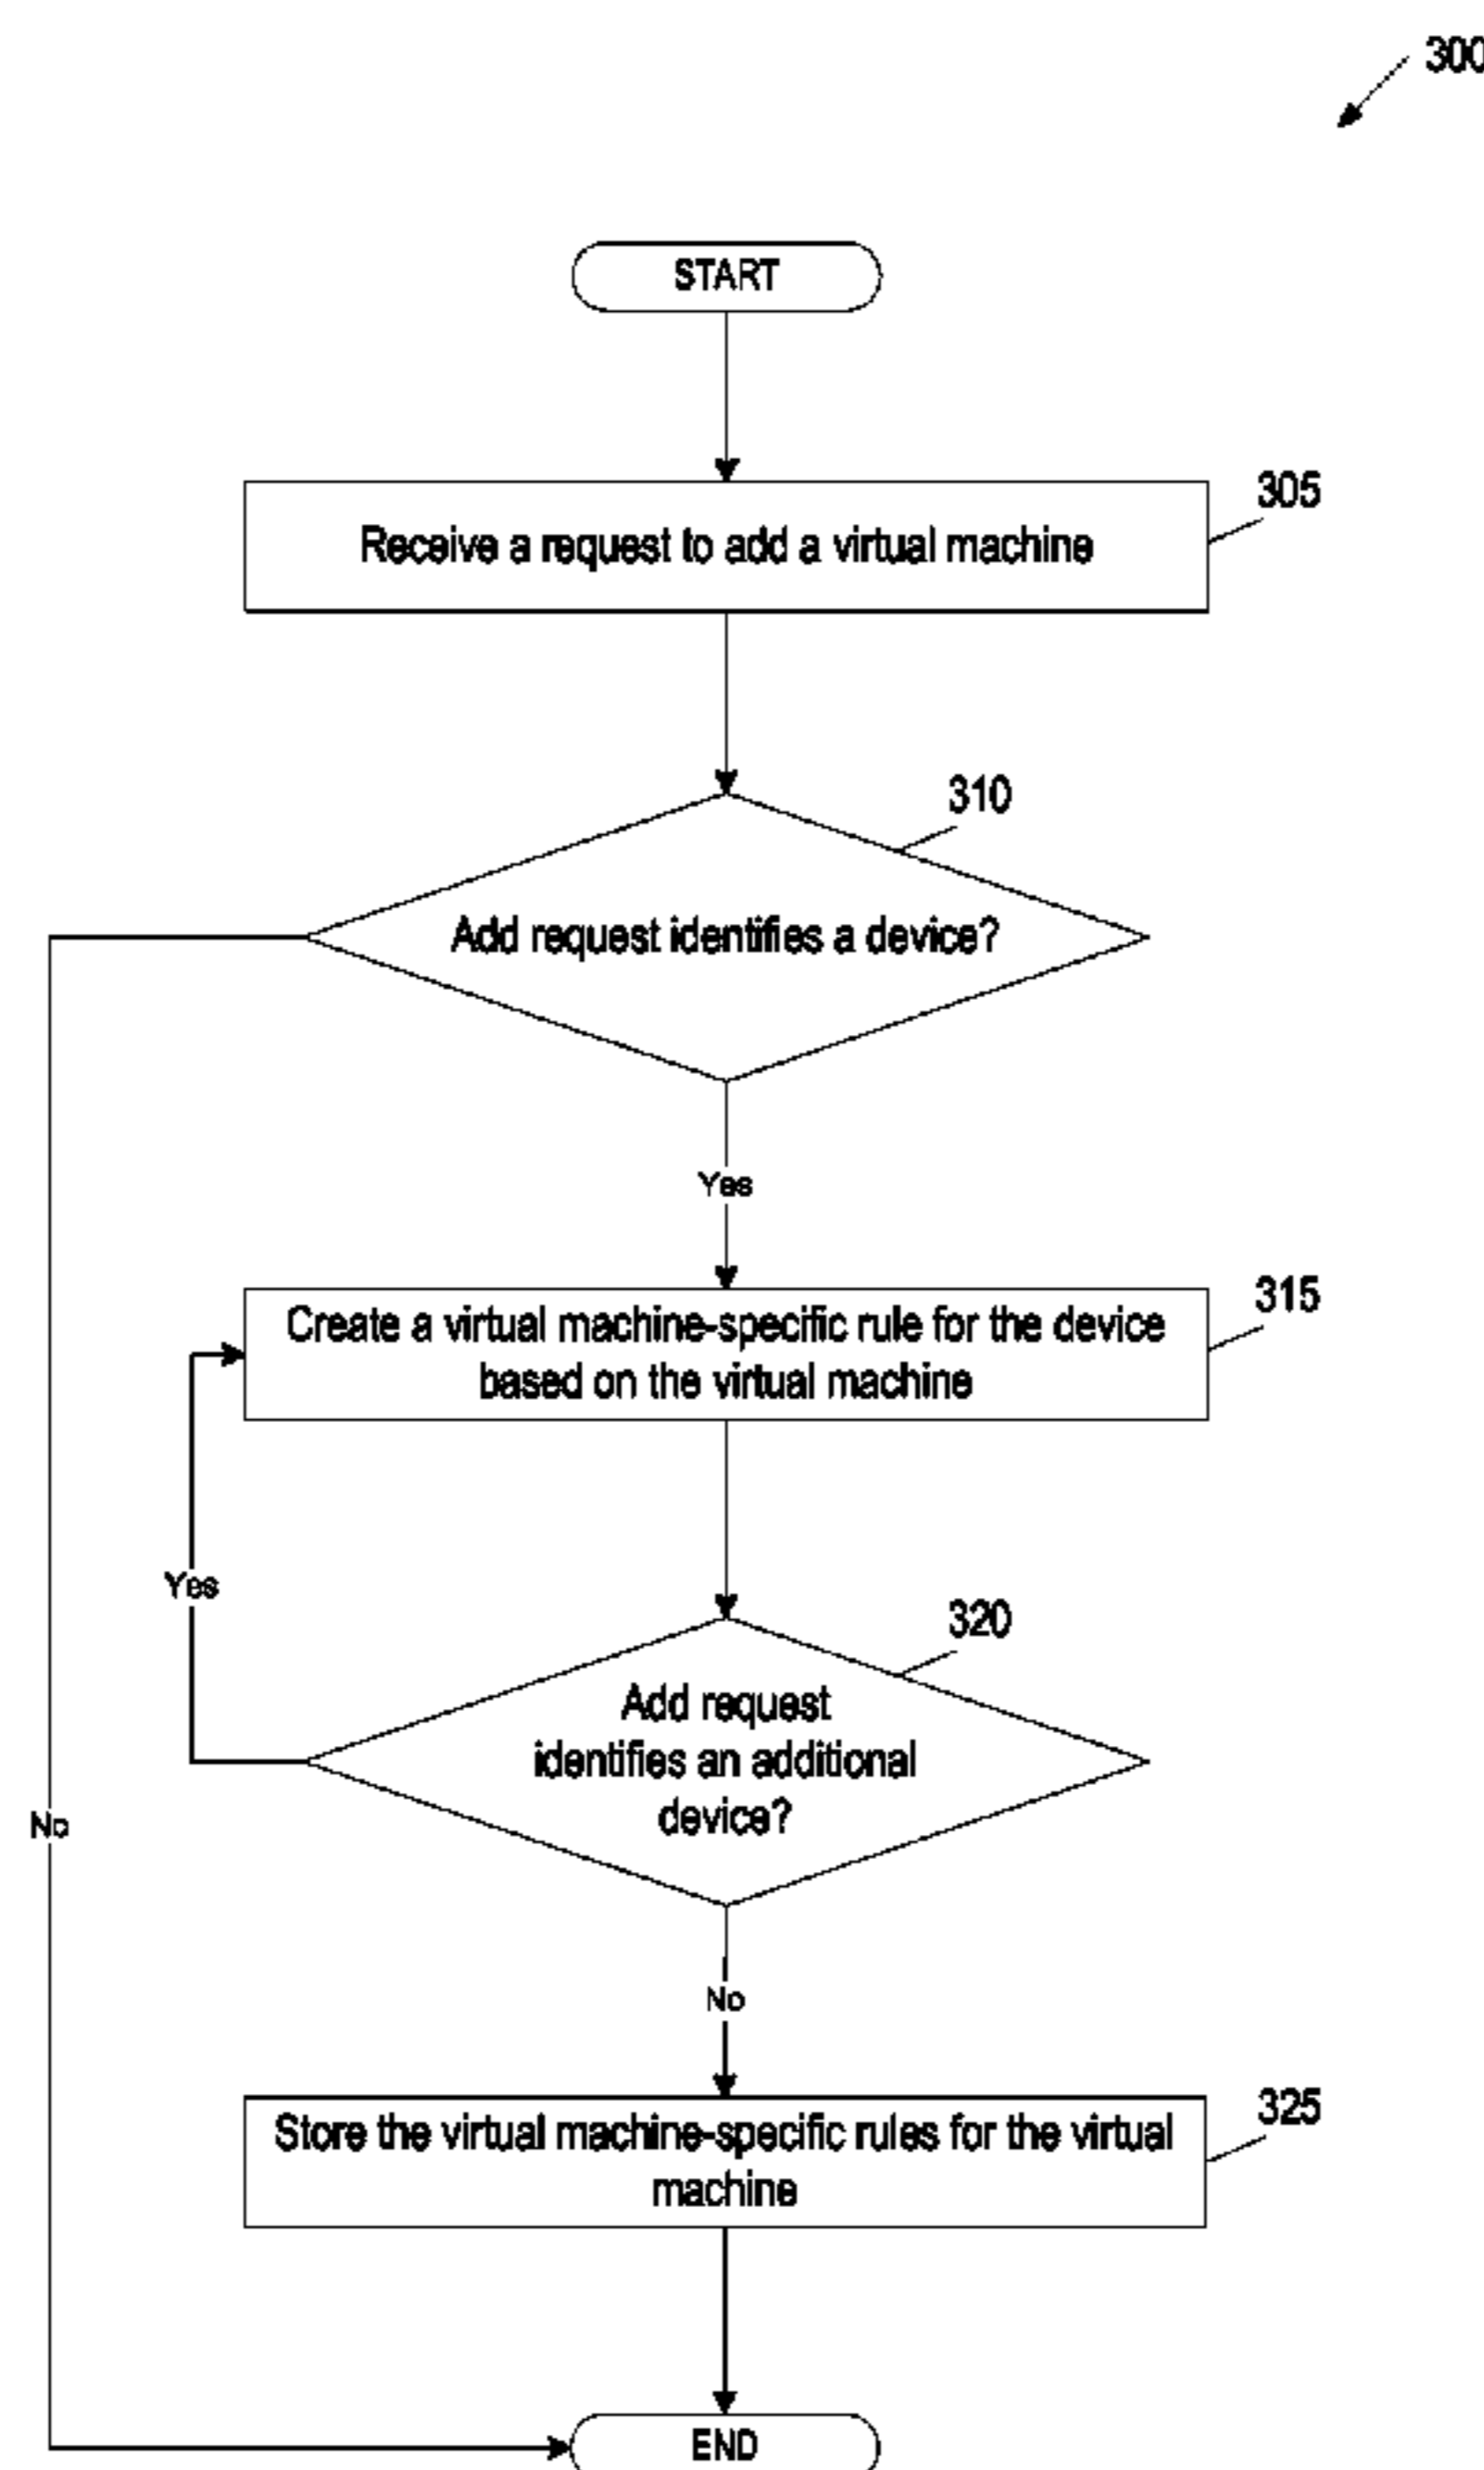 300
START
305
Receive a request to add a virtual machine
310
Add request identifies a device?
Yes
315
Create a virtual machine-specific rule for the device
based on the virtual machine
Yes
320
Add request
identifies an additional
device?
No
No
325
Store the virtual machine-specific rules for the virtual
machine
END